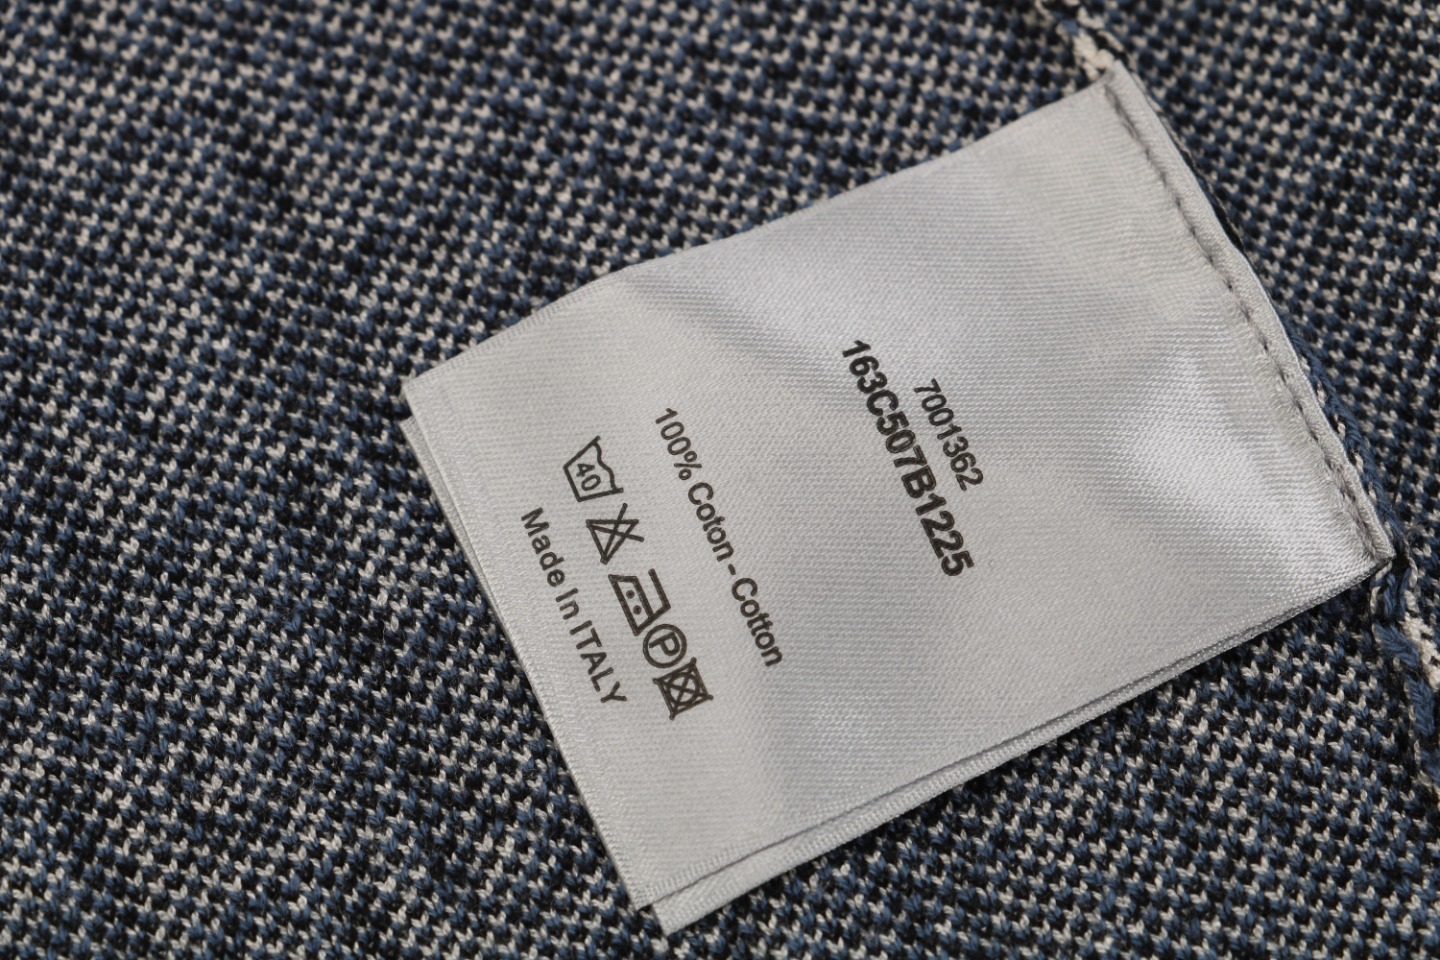 7001362
163C507B1225
100% Coton - Cotton
40
P
Made In ITALY